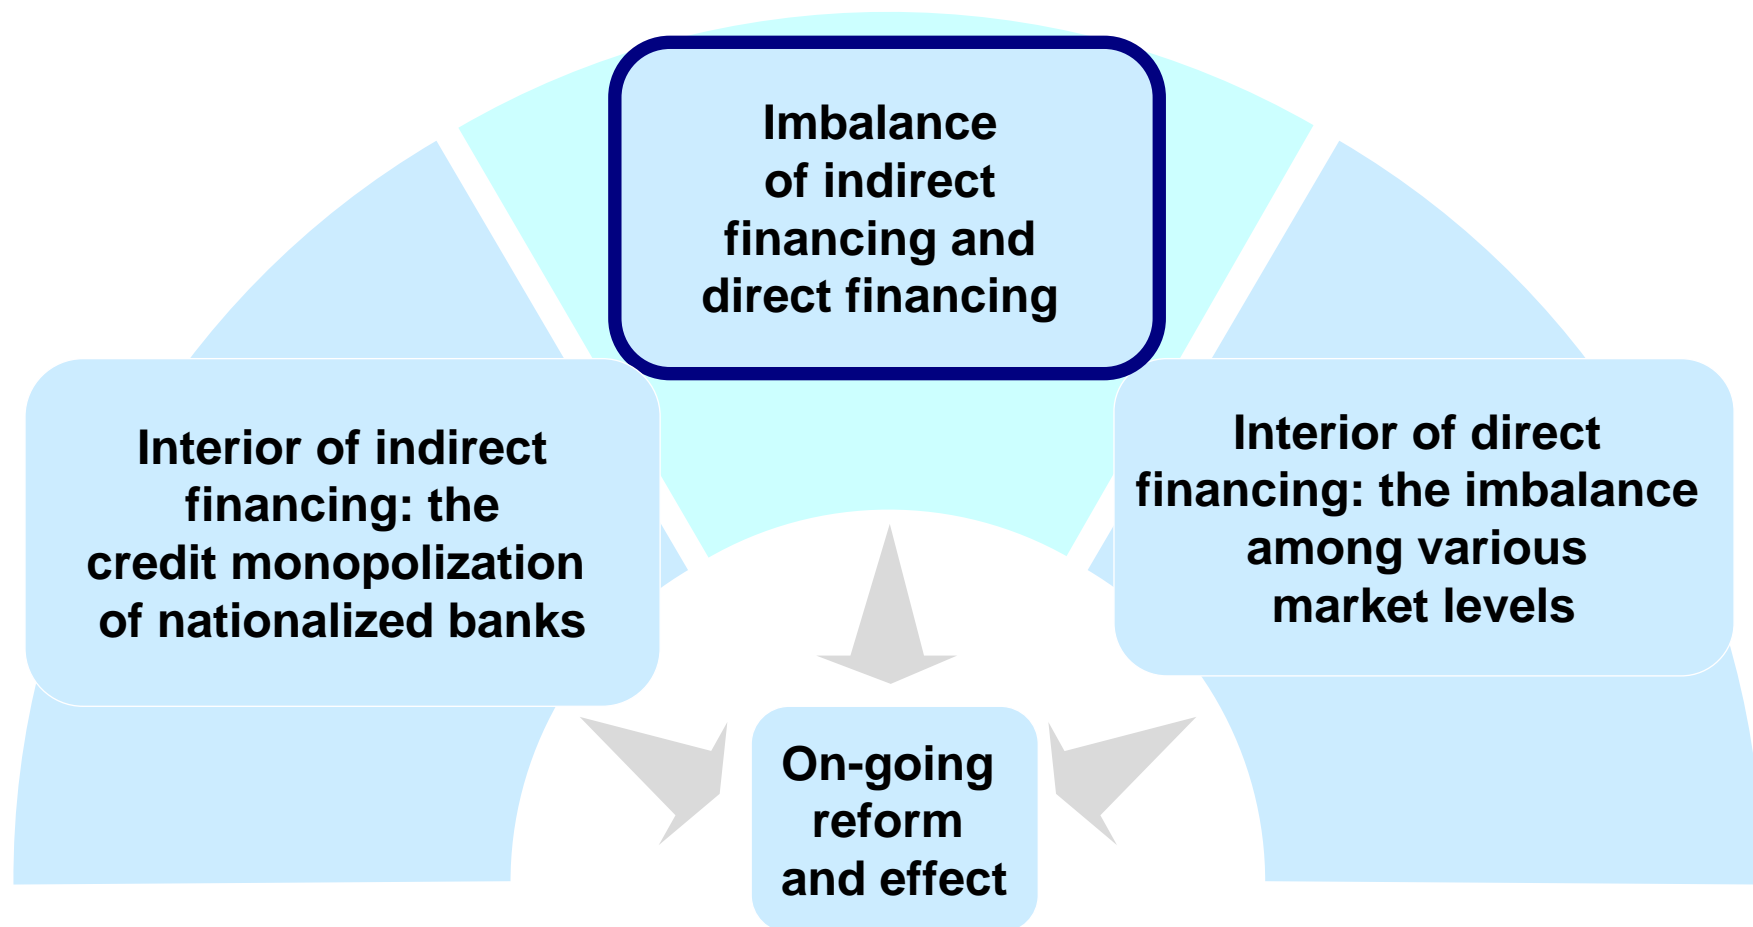 Imbalance
of indirect
financing and
direct financing
Interior of indirect
financing: the
credit monopolization
of nationalized banks
Interior of direct
financing: the imbalance
among various
market levels
On-going
reform
and effect